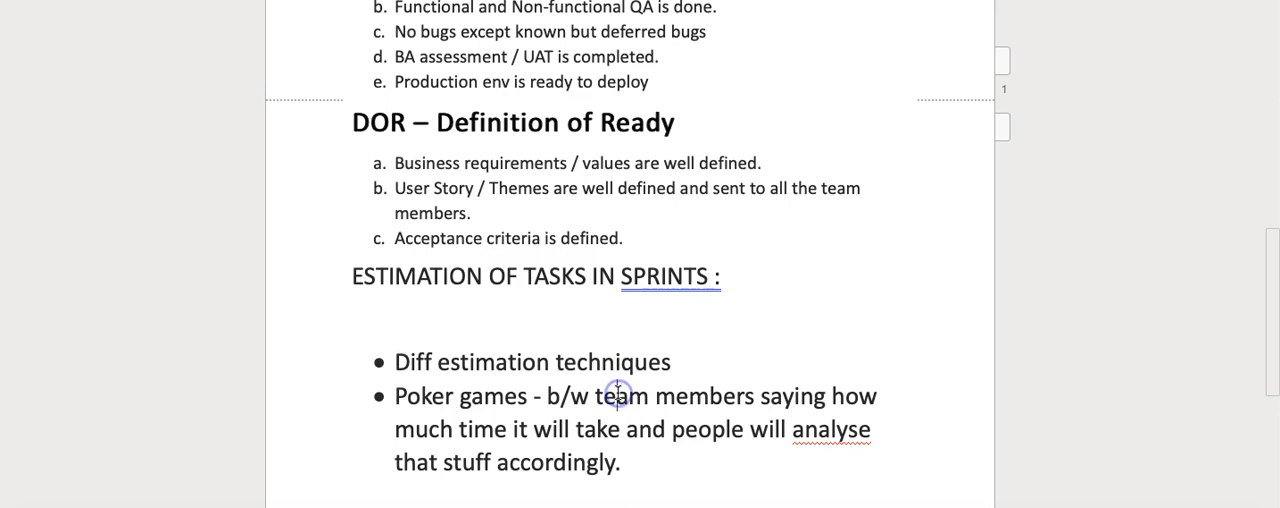 b. Functional and Non-functional QA is done.
c. No bugs except known but deferred bugs
d. BA assessment / UAT is completed.
e. Production env is ready to deploy
1
DOR – Definition of Ready
a. Business requirements / values are well defined.
b. User Story / Themes are well defined and sent to all the team
members.
c. Acceptance criteria is defined.
ESTIMATION OF TASKS IN SPRINTS :
• Diff estimation techniques
• Poker games - b/w team members saying how
much time it will take and people will analyse
that stuff accordingly.